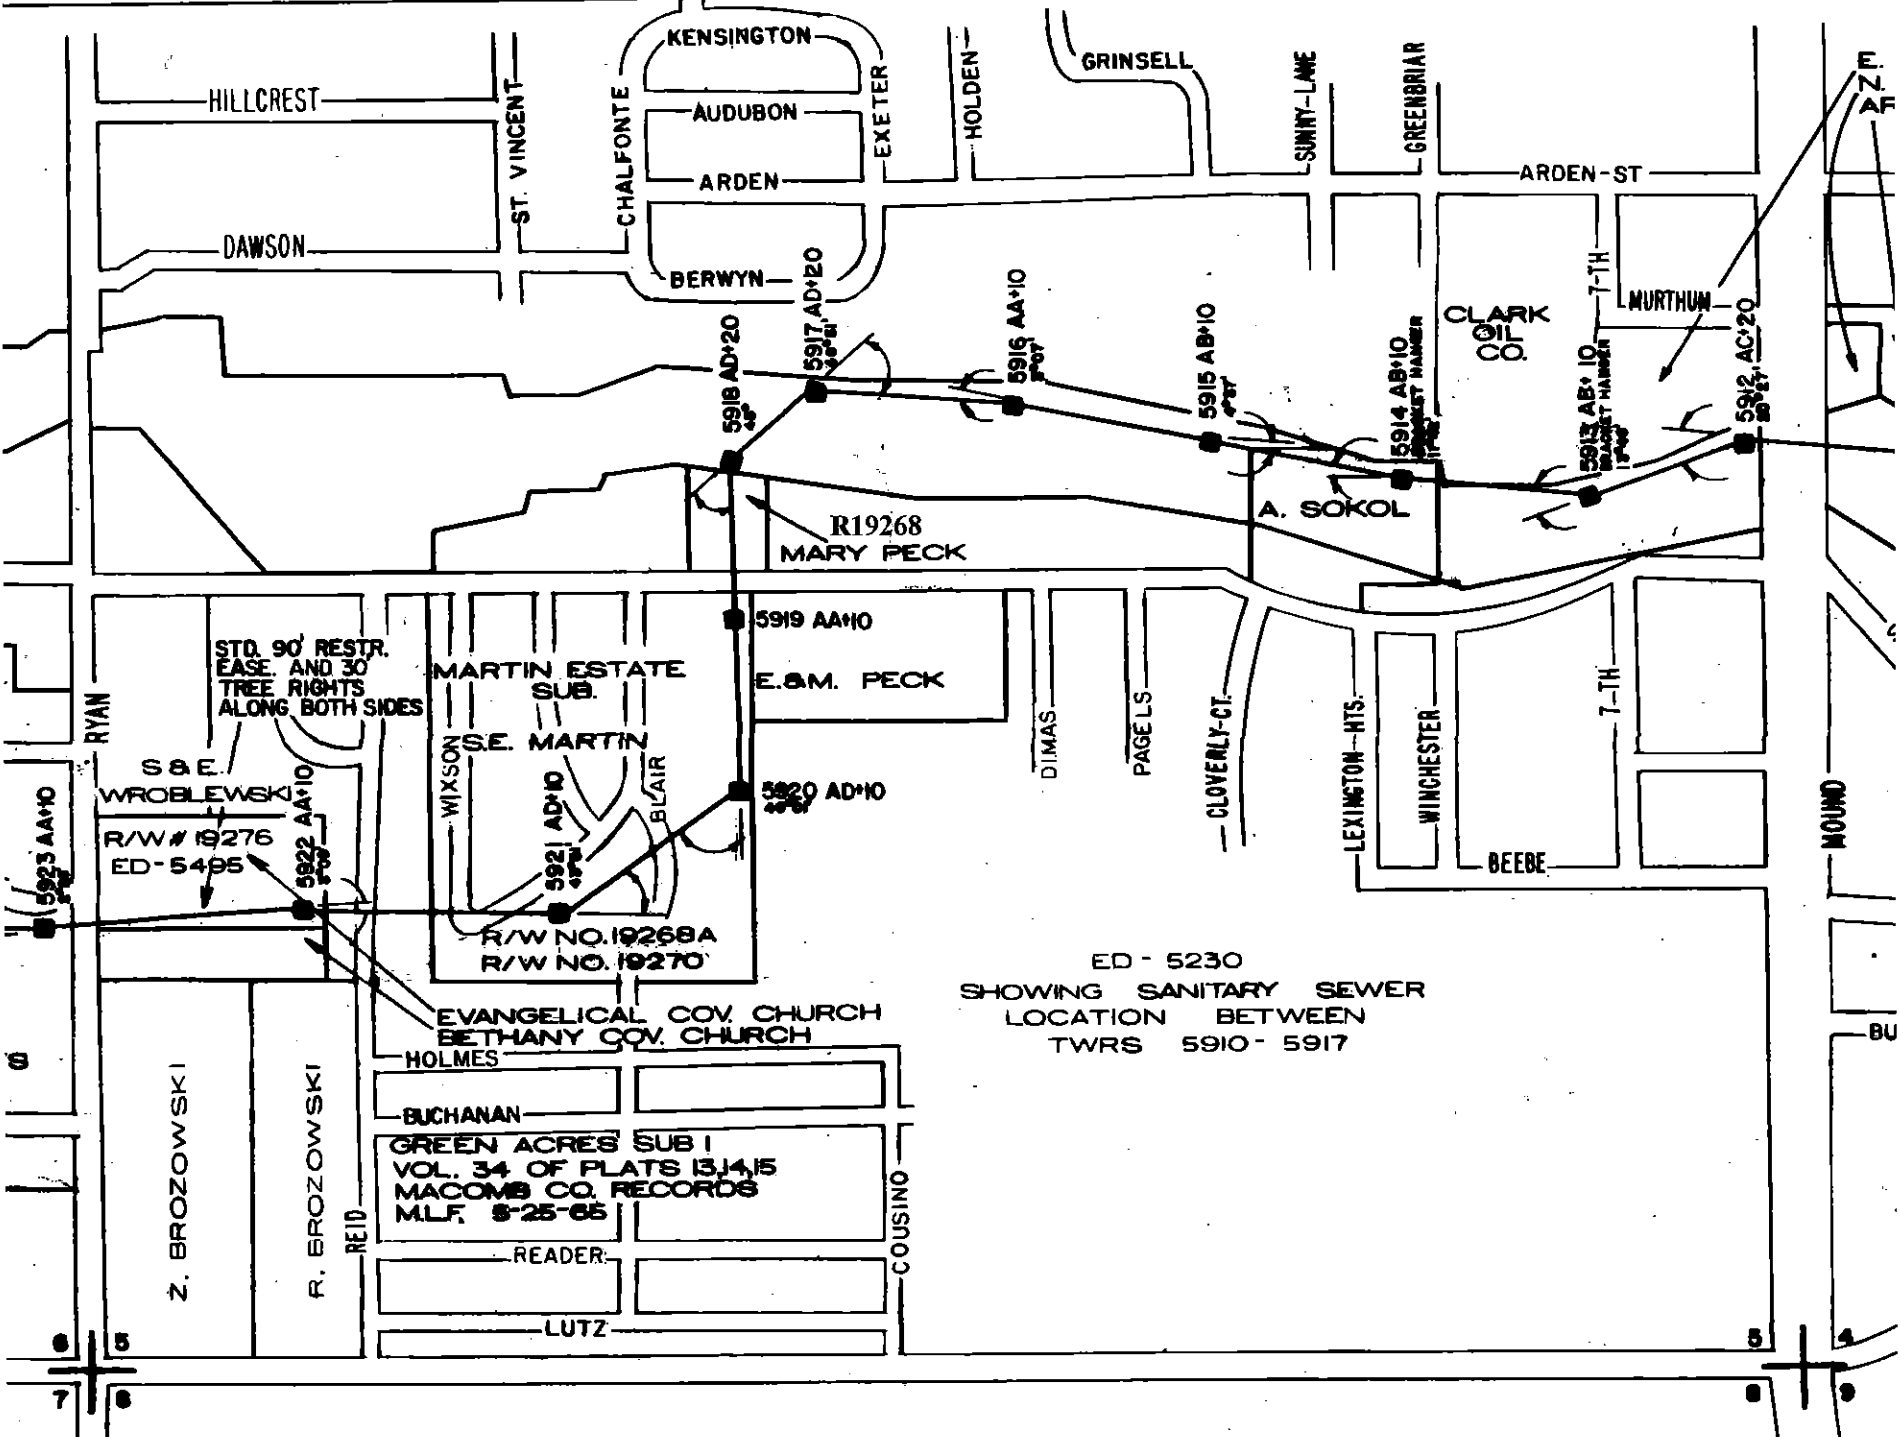 KENSINGTON
HILLCREST
AUDUBON
ST. VINCENT
CHALFONTE
EXETER
HOLDEN
GRINSELL
SUNNY-LANE
GREENBRIAR
E.
N.
ARDEN
ARDEN-ST
DAWSON
BERWYN
7-TH
MURTHUM
CLARK
OIL
CO.
5918 AD+20
45°
5917 AD+20
5916 AA+10
5915 AB+10
5914 AB+10
BRACKET HANGER
5913 AB+10
BRACKET HANGER
5912 AC+20
A. SOKOL
R19268
MARY PECK
5919 AA+10
E.&M. PECK
STD. 90' RESTR.
EASE. AND 30'
TREE RIGHTS
ALONG BOTH SIDES
MARTIN ESTATE
SUB.
S.E. MARTIN
RYAN
WIXSON
BLAIR
DIMAS
PAGELS
CLOVERLY-CT.
LEXINGTON-HTS.
WINCHESTER
7-TH
MOUND
BEEBE
S & E
WROBLEWSKI
R/W # 19276
ED-5495
5923 AA+10
5922 AA+10
5921 AD+10
5920 AD+10
R/W NO. 19268A
R/W NO. 19270
EVANGELICAL COV. CHURCH
BETHANY COV. CHURCH
ED - 5230
SHOWING SANITARY SEWER
LOCATION BETWEEN
TWRS 5910 - 5917
S
BU
HOLMES
BUCHANAN
GREEN ACRES SUB 1
VOL. 34 OF PLATS 13,14,15
MACOMB CO. RECORDS
M.L.F. 8-25-65
Z. BROZOWSKI
R. BROZOWSKI
REID
COUSINO
READER
LUTZ
6 5
7 8
5 4
8 9